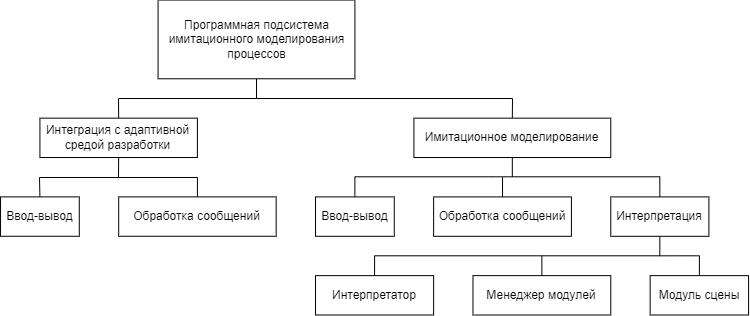 Программная подсистема
имитационного моделирования
процессов
Интеграция с адаптивной
средой разработки
Имитационное моделирование
Ввод-вывод
Обработка сообщений
Ввод-вывод
Обработка сообщений
Интерпретация
Интерпретатор
Менеджер модулей
Модуль сцены